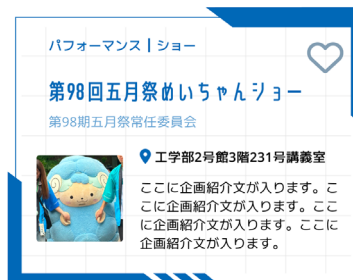 パフォーマンス | ショー
第98回五月祭めいちゃんショー
第98期五月祭常任委員会
工学部2号館3階231号講義室
ここに企画紹介文が入ります。こ
こに企画紹介文が入ります。ここ
に企画紹介文が入ります。ここに
企画紹介文が入ります。